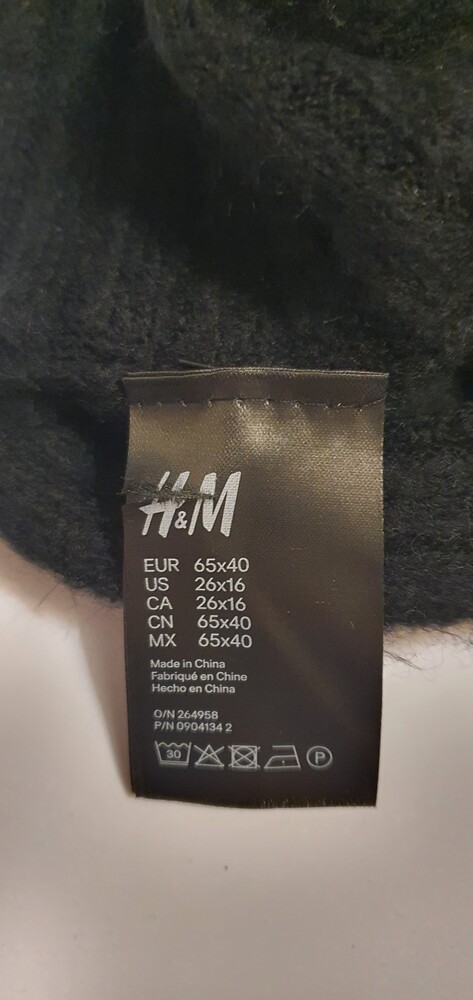 H&M
EUR 65x40
US 26x16
CA 26x16
CN 65x40
MX 65x40
Made in China
Fabriqué en Chine
Hecho en China
O/N 264958
P/N 0904134 2
30 P